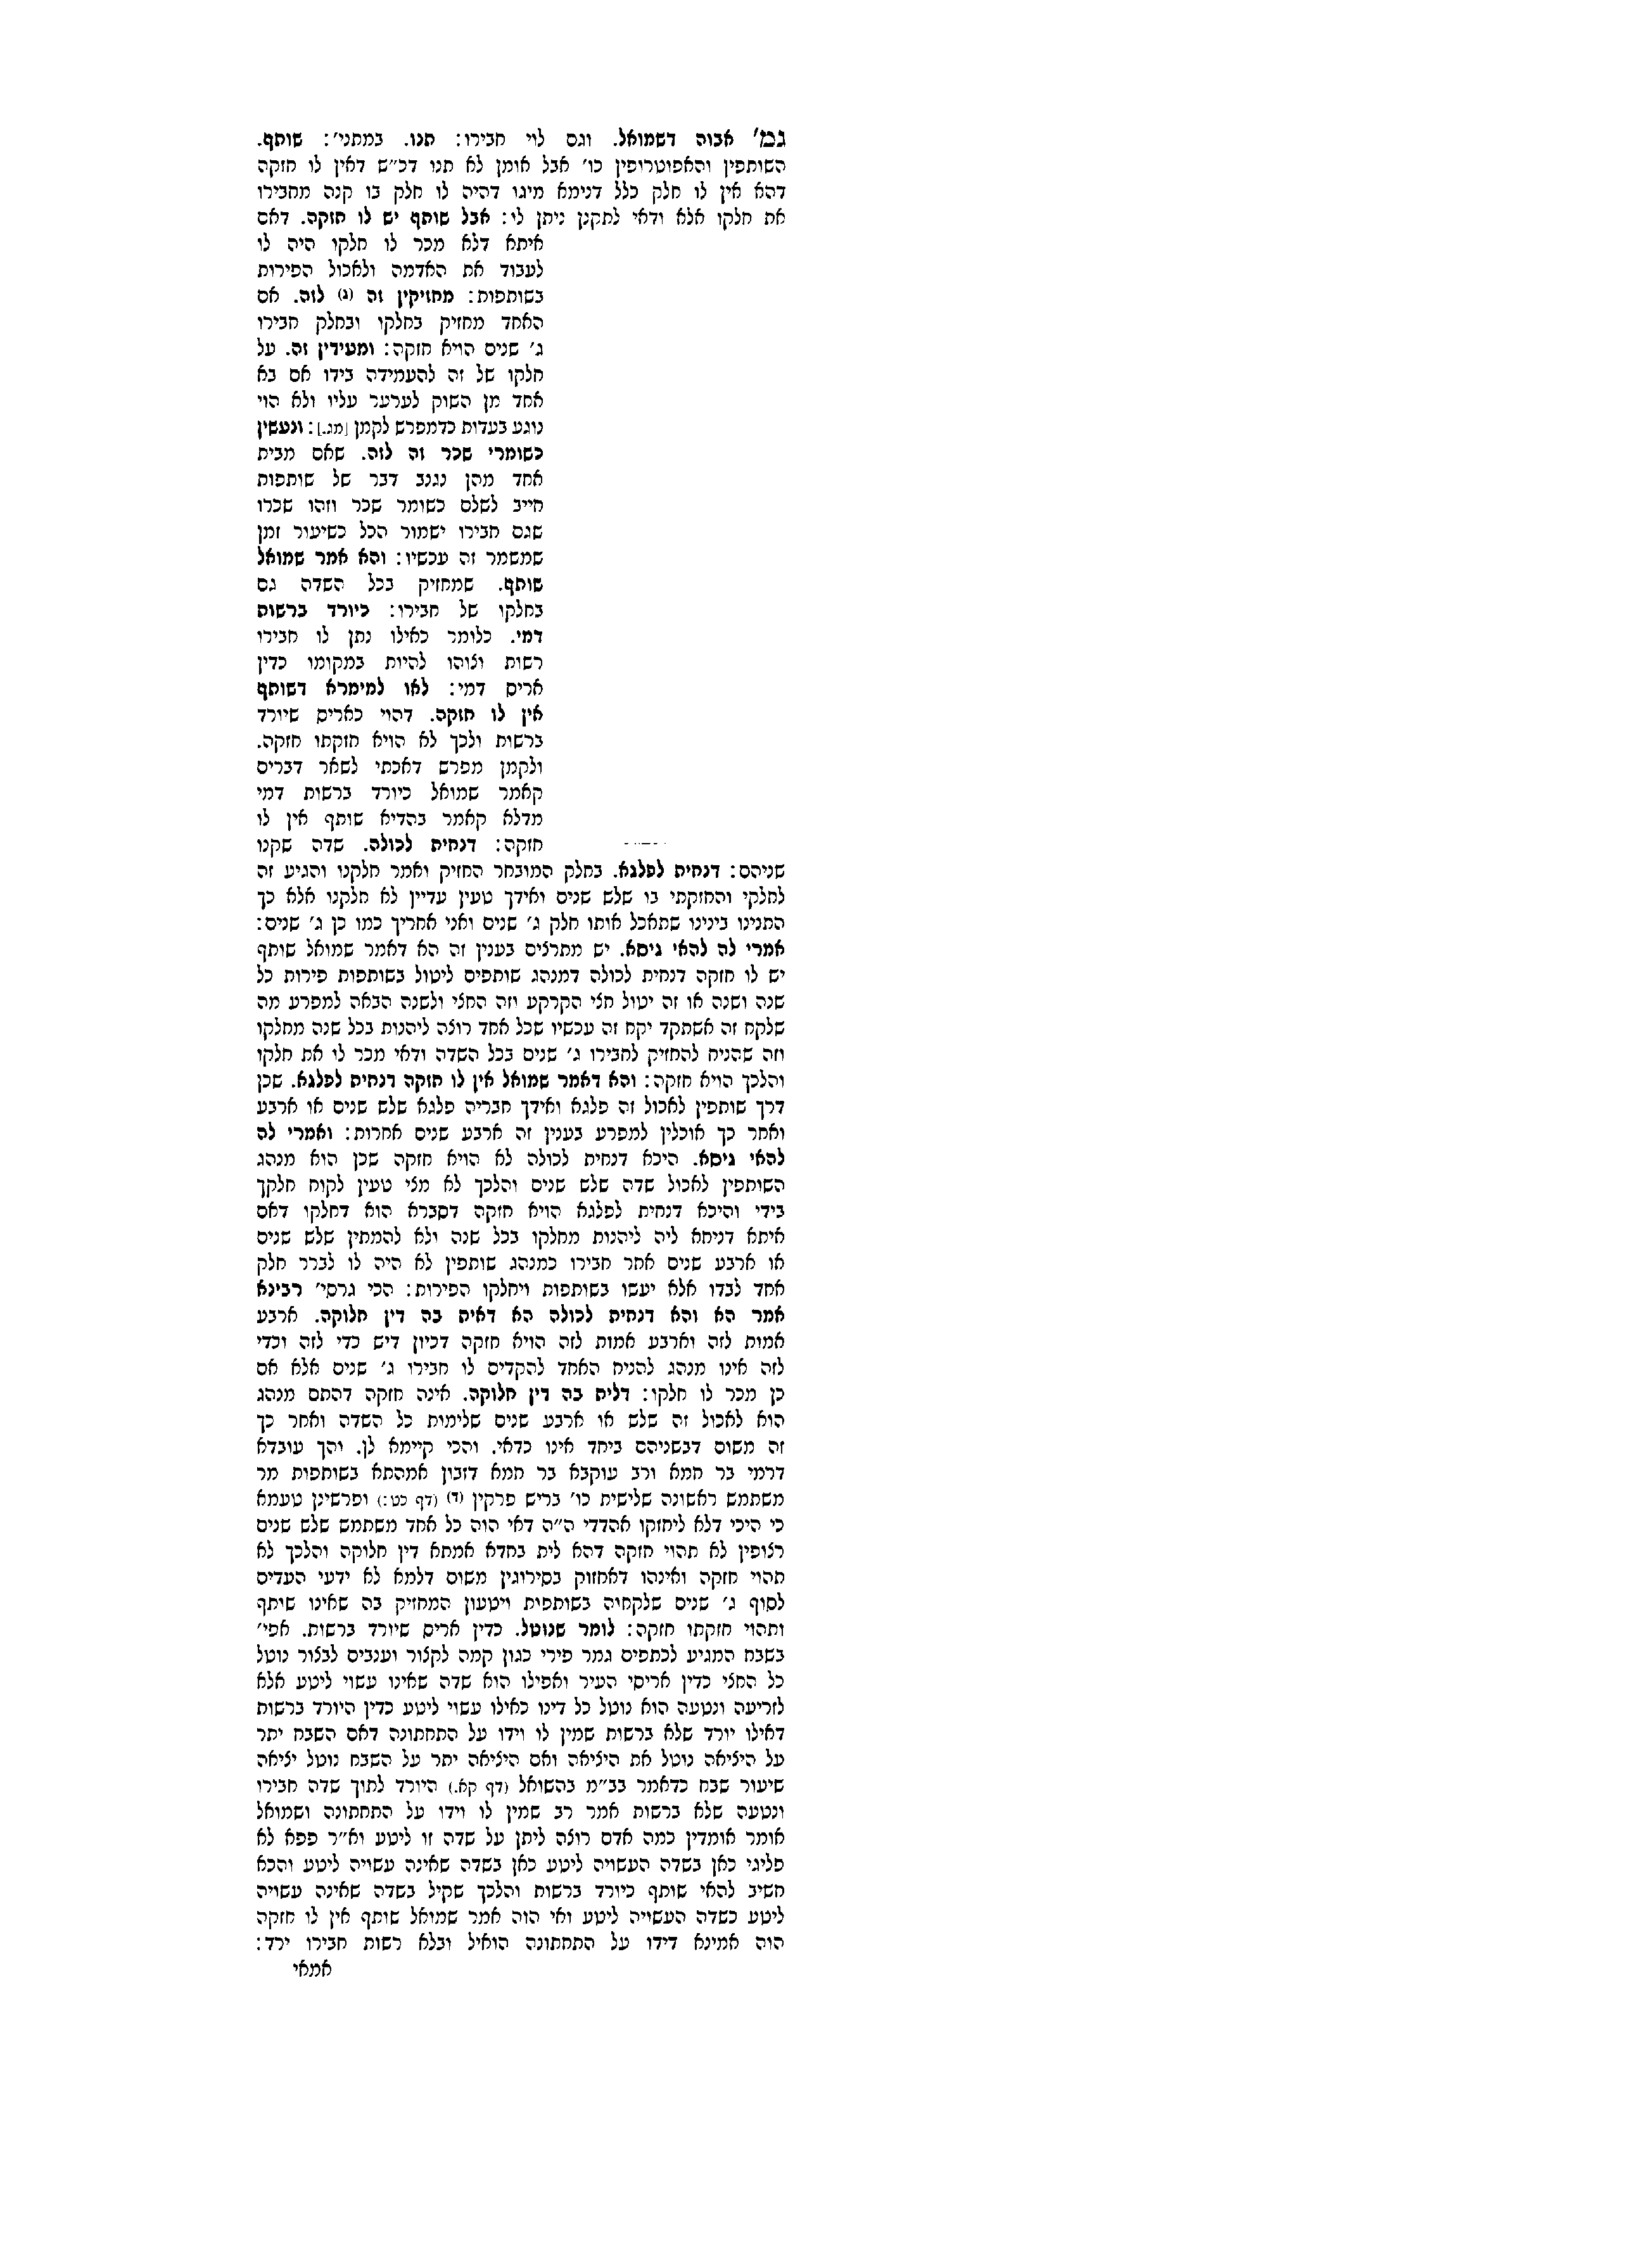 גמ' אבוה דשמואל. וגס לוי חבירו: תנו. במתני': שותף.
השותפין והאפוטרופין כו' אבל אומן לא תנו דכ"ש דאין לו חזקה
דהא אין לו חלק כלל דנימא מיגו דהיה לו חלק בו קנה מחבירו
את חלקו אלא ודאי לתקנן ניתן לו: אבל שותף יש לו חזקה. דאם
איתא דלא מכר לו חלקו היה לו
לעבוד את האדמה ולאכול הפירות
בשותפות: מחזיקין זה (ג) לזה. אם
האחד מחזיק בחלקו ובחלק חבירו
ג' שנים הויא חזקה: ומעידין זה. על
חלקו של זה להעמידה בידו אם בא
אחד מן השוק לערער עליו ולא הוי
נוגע בעדות כדמפרש לקמן [מג.]: ונעשין
כשומרי שכר זה לזה. שאם מבית
אחד מהן נגנב דבר של שותפות
חייב לשלם כשומר שכר וזהו שכרו
שגם חבירו ישמור הכל כשיעור זמן
שמשמר זה עכשיו: והא אמר שמואל
שותף. שמחזיק בכל השדה גם
בחלקו של חבירו: כיורד ברשות
דמי. כלומר כאילו נתן לו חבירו
רשות וצוהו להיות במקומו כדין
אריס דמי: לאו למימרא דשותף
אין לו חזקה. דהוי כאריס שיורד
ברשות ולכך לא הויא חזקתו חזקה.
ולקמן מפרש דאכתי לשאר דברים
קאמר שמואל כיורד ברשות דמי
מדלא קאמר בהדיא שותף אין לו
חזקה: דנחית לכולה. שדה שקנו
שניהם: דנחית לפלגא. בחלק המובחר החזיק ואמר חלקנו והגיע זה
לחלקי והחזקתי בו שלש שנים ואידך טעין עדיין לא חלקנו אלא כך
התנינו בינינו שתאכל אותו חלק ג' שנים ואני אחריך כמו כן ג' שנים:
אמרי לה להאי גיסא. יש מתרצים בענין זה הא דאמר שמואל שותף
יש לו חזקה דנחית לכולה דמנהג שותפים ליטול בשותפות פירות כל
שנה ושנה או זה יטול חצי הקרקע וזה החצי ולשנה הבאה למפרע מה
שלקח זה אשתקד יקח זה עכשיו שכל אחד רוצה ליהנות בכל שנה מחלקו
וזה שהניח להחזיק לחבירו ג' שנים בכל השדה ודאי מכר לו את חלקו
והלכך הויא חזקה: והא דאמר שמואל אין לו חזקה דנחית לפלגא. שכן
דרך שותפין לאכול זה פלגא ואידך חבריה פלגא שלש שנים או ארבע
ואחר כך אוכלין למפרע בענין זה ארבע שנים אחרות: ואמרי לה
להאי גיסא. היכא דנחית לכולה לא הויא חזקה שכן הוא מנהג
השותפין לאכול שדה שלש שנים והלכך לא מצי טעין לקוח חלקך
בידי והיכא דנחית לפלגא הויא חזקה דסברא הוא דחלקו דאם
איתא דניחא ליה ליהנות מחלקו בכל שנה ולא להמתין שלש שנים
או ארבע שנים אחר חבירו כמנהג שותפין לא היה לו לברר חלק
אחד לבדו אלא יעשו בשותפות ויחלקו הפירות: הכי גרסי' רבינא
אמר הא והא דנחית לכולה הא דאית בה דין חלוקה. ארבע
אמות לזה וארבע אמות לזה הויא חזקה דכיון דיש כדי לזה וכדי
לזה אינו מנהג להניח האחד להקדים לו חבירו ג' שנים אלא אם
כן מכר לו חלקו: דלית בה דין חלוקה. אינה חזקה דהתם מנהג
הוא לאכול זה שלש או ארבע שנים שלימות כל השדה ואחר כך
זה משום דבשניהם ביחד אינו כדאי. והכי קיימא לן. והך עובדא
דרמי בר חמא ורב עוקבא בר חמא דזבון אמהתא בשותפות מר
משתמש ראשונה שלישית כו' בריש פרקין (ד) (דף כט:) ופרשינן טעמא
כי היכי דלא ליחזקו אהדדי ה"ה דאי הוה כל אחד משתמש שלש שנים
רצופין לא תהוי חזקה דהא לית בחדא אמתא דין חלוקה והלכך לא
תהוי חזקה ואינהו דאחזוק בסירוגין משום דלמא לא ידעי העדים
לסוף ג' שנים שלקחוה בשותפות ויטעון המחזיק בה שאינו שותף
ותהוי חזקתו חזקה: לומר שנוטל. כדין אריס שיורד ברשות. אפי'
בשבח המגיע לכתפים גמר פירי כגון קמה לקצור וענבים לבצור נוטל
כל החצי כדין אריסי העיר ואפילו הוא שדה שאינו עשוי ליטע אלא
לזריעה ונטעה הוא נוטל כל דינו כאילו עשוי ליטע כדין היורד ברשות
דאילו יורד שלא ברשות שמין לו וידו על התחתונה דאם השבח יתר
על היציאה נוטל את היציאה ואם היציאה יתר על השבח נוטל יציאה
שיעור שבח כדאמר בב"מ בהשואל (דף קא.) היורד לתוך שדה חבירו
ונטעה שלא ברשות אמר רב שמין לו וידו על התחתונה ושמואל
אומר אומדין כמה אדם רוצה ליתן על שדה זו ליטע וא"ר פפא לא
פליגי כאן בשדה העשויה ליטע כאן בשדה שאינה עשויה ליטע והכא
חשיב להאי שותף כיורד ברשות והלכך שקיל בשדה שאינה עשויה
ליטע כשדה העשוייה ליטע ואי הוה אמר שמואל שותף אין לו חזקה
הוה אמינא דידו על התחתונה הואיל ובלא רשות חבירו ירד:
אמאי